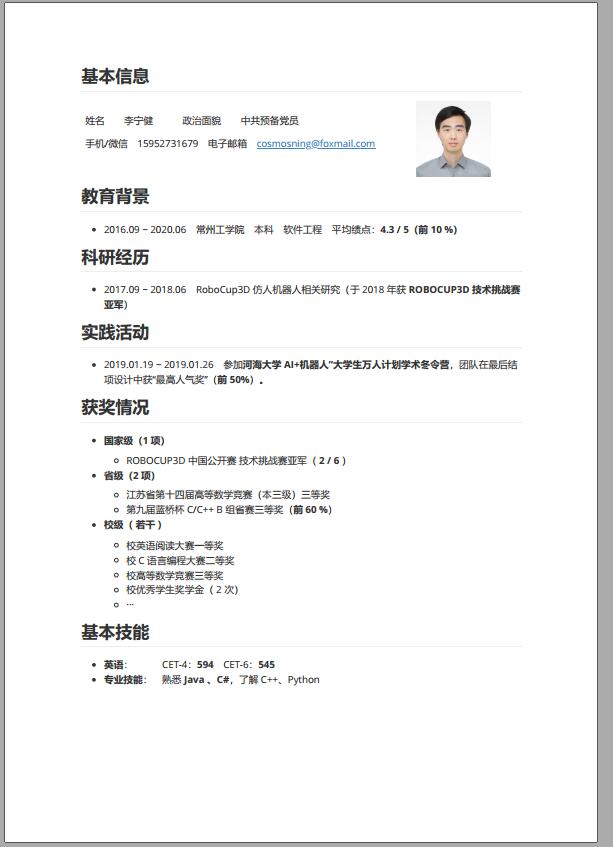 基本信息
姓名 李宁健 政治面貌 中共预备党员
手机/微信 15952731679 电子邮箱 cosmosning@foxmail.com
教育背景
2016.09 – 2020.06 常州工学院 本科 软件工程 平均绩点：4.3 / 5（前 10 %）
科研经历
2017.09 – 2018.06 RoboCup3D 仿人机器人相关研究（于 2018 年获 ROBOCUP3D 技术挑战赛
亚军）
实践活动
2019.01.19 – 2019.01.26 参加河海大学 AI+机器人”大学生万人计划学术冬令营，团队在最后结
项设计中获“最高人气奖”（前 50%）。
获奖情况
国家级（1 项）
ROBOCUP3D 中国公开赛 技术挑战赛亚军（ 2 / 6 ）
省级（2 项）
江苏省第十四届高等数学竞赛（本三级）三等奖
第九届蓝桥杯 C/C++ B 组省赛三等奖（前 60 %）
校级（ 若干 ）
校英语阅读大赛一等奖
校 C 语言编程大赛二等奖
校高等数学竞赛三等奖
校优秀学生奖学金（ 2 次）
...
基本技能
英语： CET-4：594 CET-6：545
专业技能： 熟悉 Java 、C#，了解 C++、Python